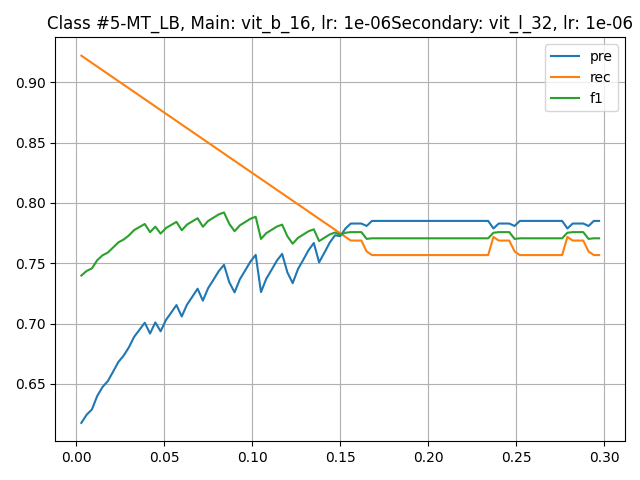 Class #5-MT_LB, Main: vit_b_16, lr: 1e-06Secondary: vit_l_32, lr: 1e-06
pre
rec
f1
0.90
0.85
0.80
0.75
0.70
0.65
0.00 0.05 0.10 0.15 0.20 0.25 0.30